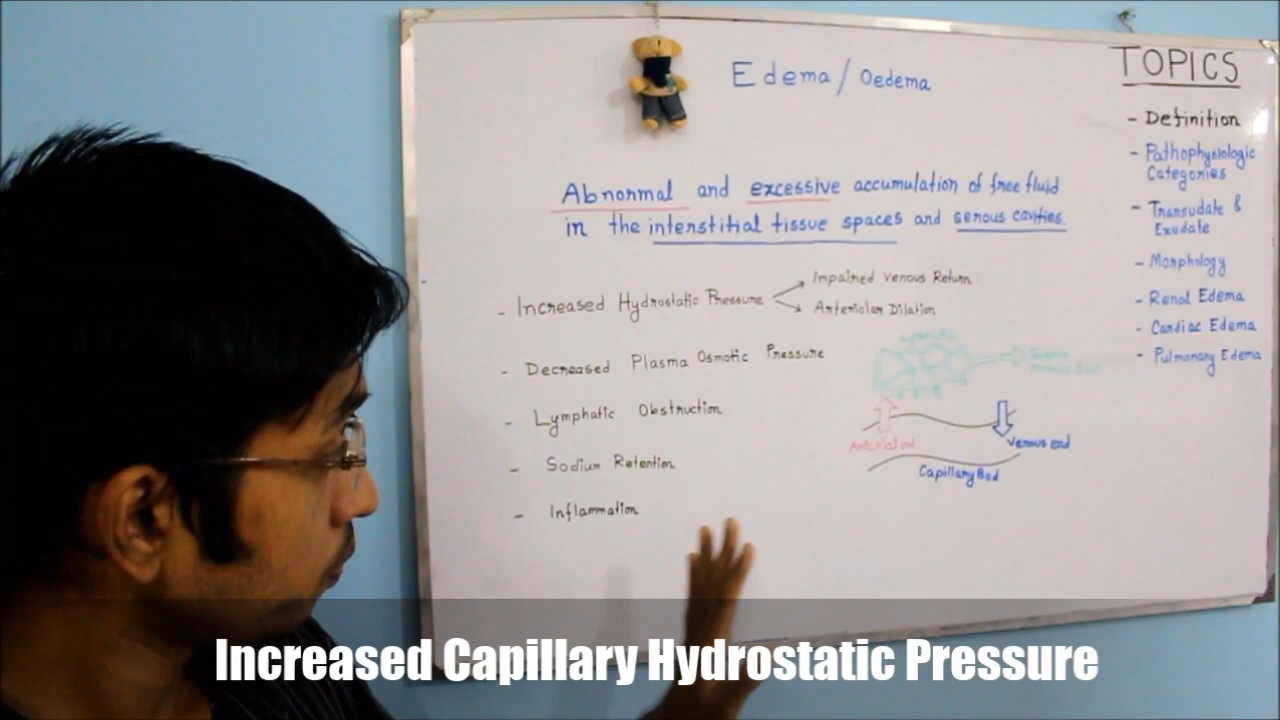 Edema/Oedema
Abnormal and excessive accumulation of free fluid
in the interstitial tissue spaces and serous cavities.
- Increased Hydrostatic Pressure
Impaired Venous Return
Arteriolar Dilation
- Decreased Plasma Osmotic Pressure
- Lymphatic Obstruction
- Sodium Retention
- Inflammation
Arterial end
Venous end
Capillary Bed
TOPICS
- Definition
- Pathophysiologic
Categories
- Transudate &
Exudate
- Morphology
- Renal Edema
- Cardiac Edema
- Pulmonary Edema
Increased Capillary Hydrostatic Pressure